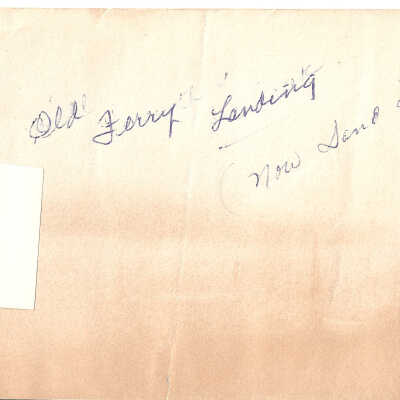 Old Ferry Landing
(Now Sand